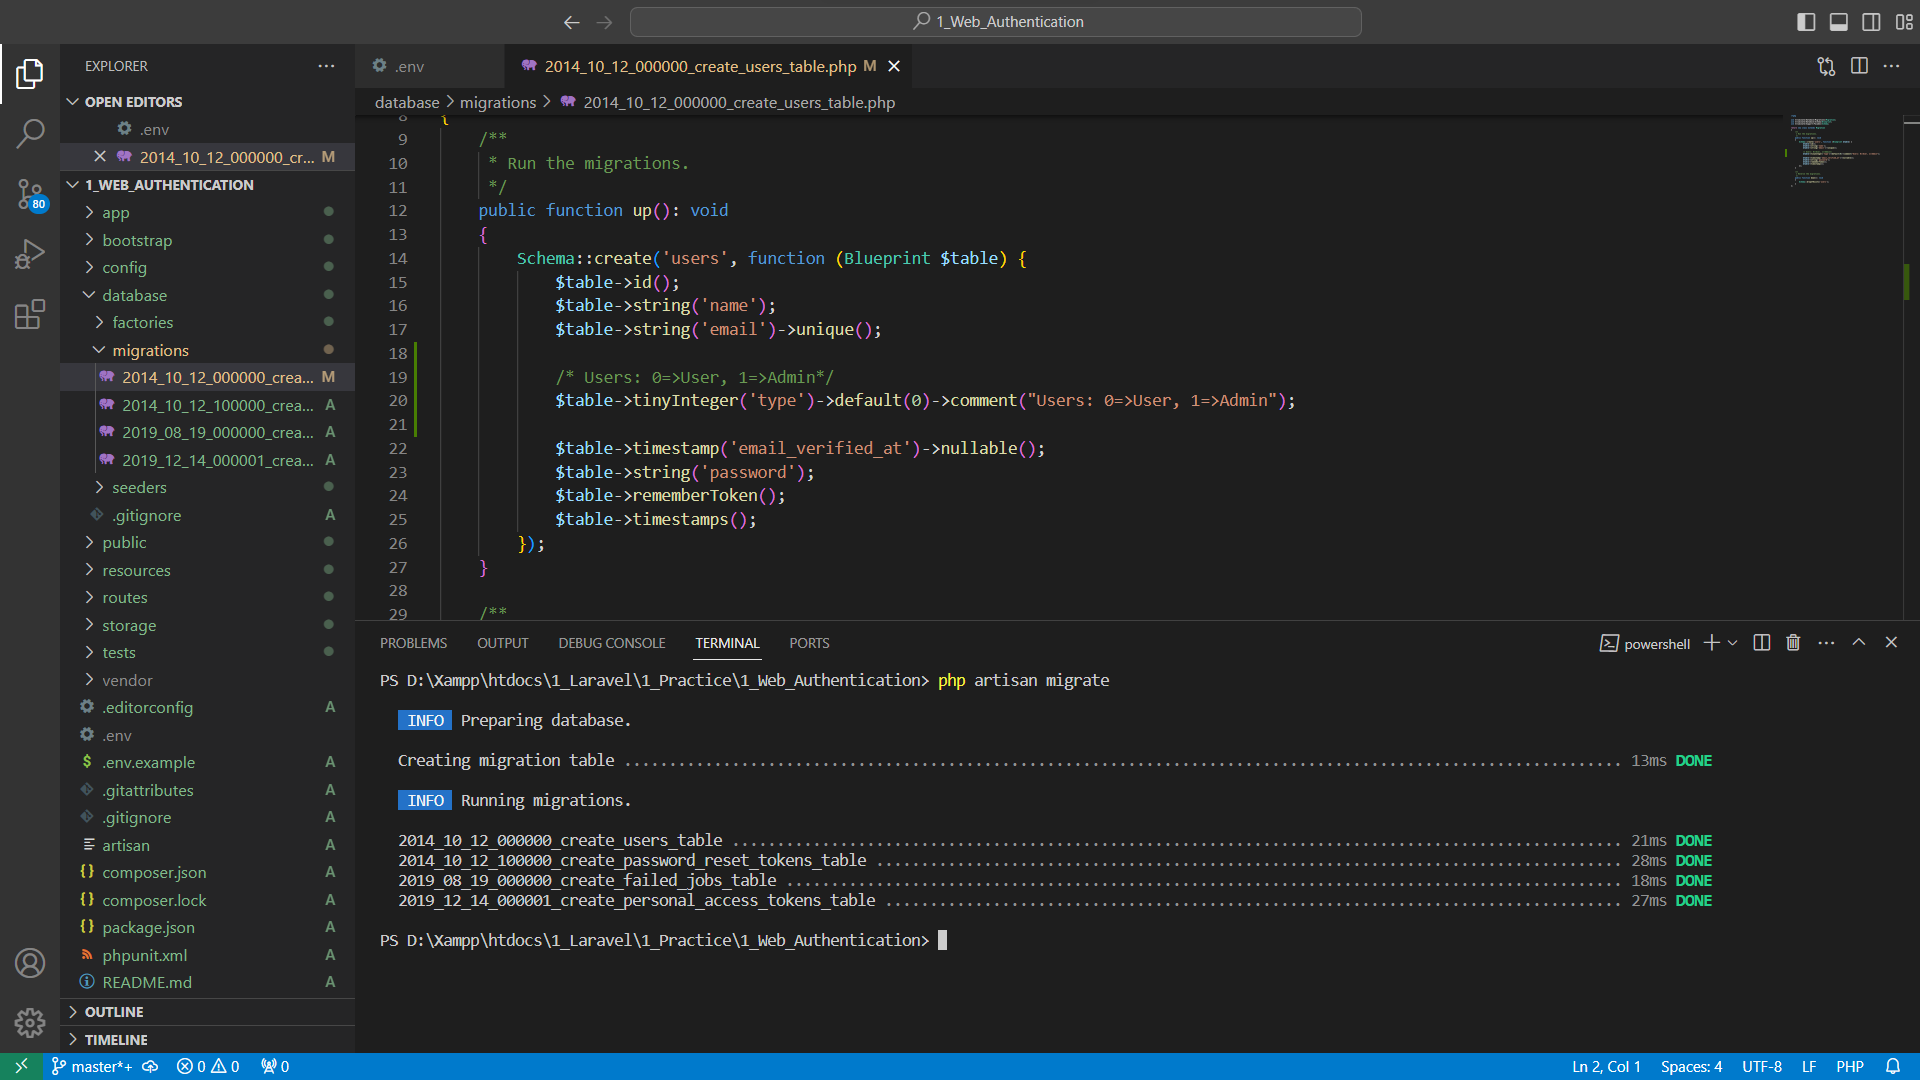 1_Web_Authentication
EXPLORER
OPEN EDITORS
.env
2014_10_12_000000_cr... M
1_WEB_AUTHENTICATION
app
bootstrap
config
database
factories
migrations
2014_10_12_000000_crea... M
2014_10_12_100000_crea... A
2019_08_19_000000_crea... A
2019_12_14_000001_crea... A
seeders
.gitignore A
public
resources
routes
storage
tests
vendor
.editorconfig A
.env
.env.example A
.gitattributes A
.gitignore A
artisan A
composer.json A
composer.lock A
package.json A
phpunit.xml A
README.md A
OUTLINE
TIMELINE
80
.env
2014_10_12_000000_create_users_table.php M
database > migrations > 2014_10_12_000000_create_users_table.php
8 {
9 /**
10 * Run the migrations.
11 */
12 public function up(): void
13 {
14 Schema::create('users', function (Blueprint $table) {
15 $table->id();
16 $table->string('name');
17 $table->string('email')->unique();
18
19 /* Users: 0=>User, 1=>Admin*/
20 $table->tinyInteger('type')->default(0)->comment("Users: 0=>User, 1=>Admin");
21
22 $table->timestamp('email_verified_at')->nullable();
23 $table->string('password');
24 $table->rememberToken();
25 $table->timestamps();
26 });
27 }
28
29 /**
PROBLEMS OUTPUT DEBUG CONSOLE TERMINAL PORTS
powershell
PS D:\Xampp\htdocs\1_Laravel\1_Practice\1_Web_Authentication> php artisan migrate
INFO Preparing database.
Creating migration table ............................................................................................................... 13ms DONE
INFO Running migrations.
2014_10_12_000000_create_users_table ................................................................................................... 21ms DONE
2014_10_12_100000_create_password_reset_tokens_table ................................................................................... 28ms DONE
2019_08_19_000000_create_failed_jobs_table ............................................................................................. 18ms DONE
2019_12_14_000001_create_personal_access_tokens_table .................................................................................. 27ms DONE
PS D:\Xampp\htdocs\1_Laravel\1_Practice\1_Web_Authentication>
master*+ 0 0 0
Ln 2, Col 1 Spaces: 4 UTF-8 LF PHP